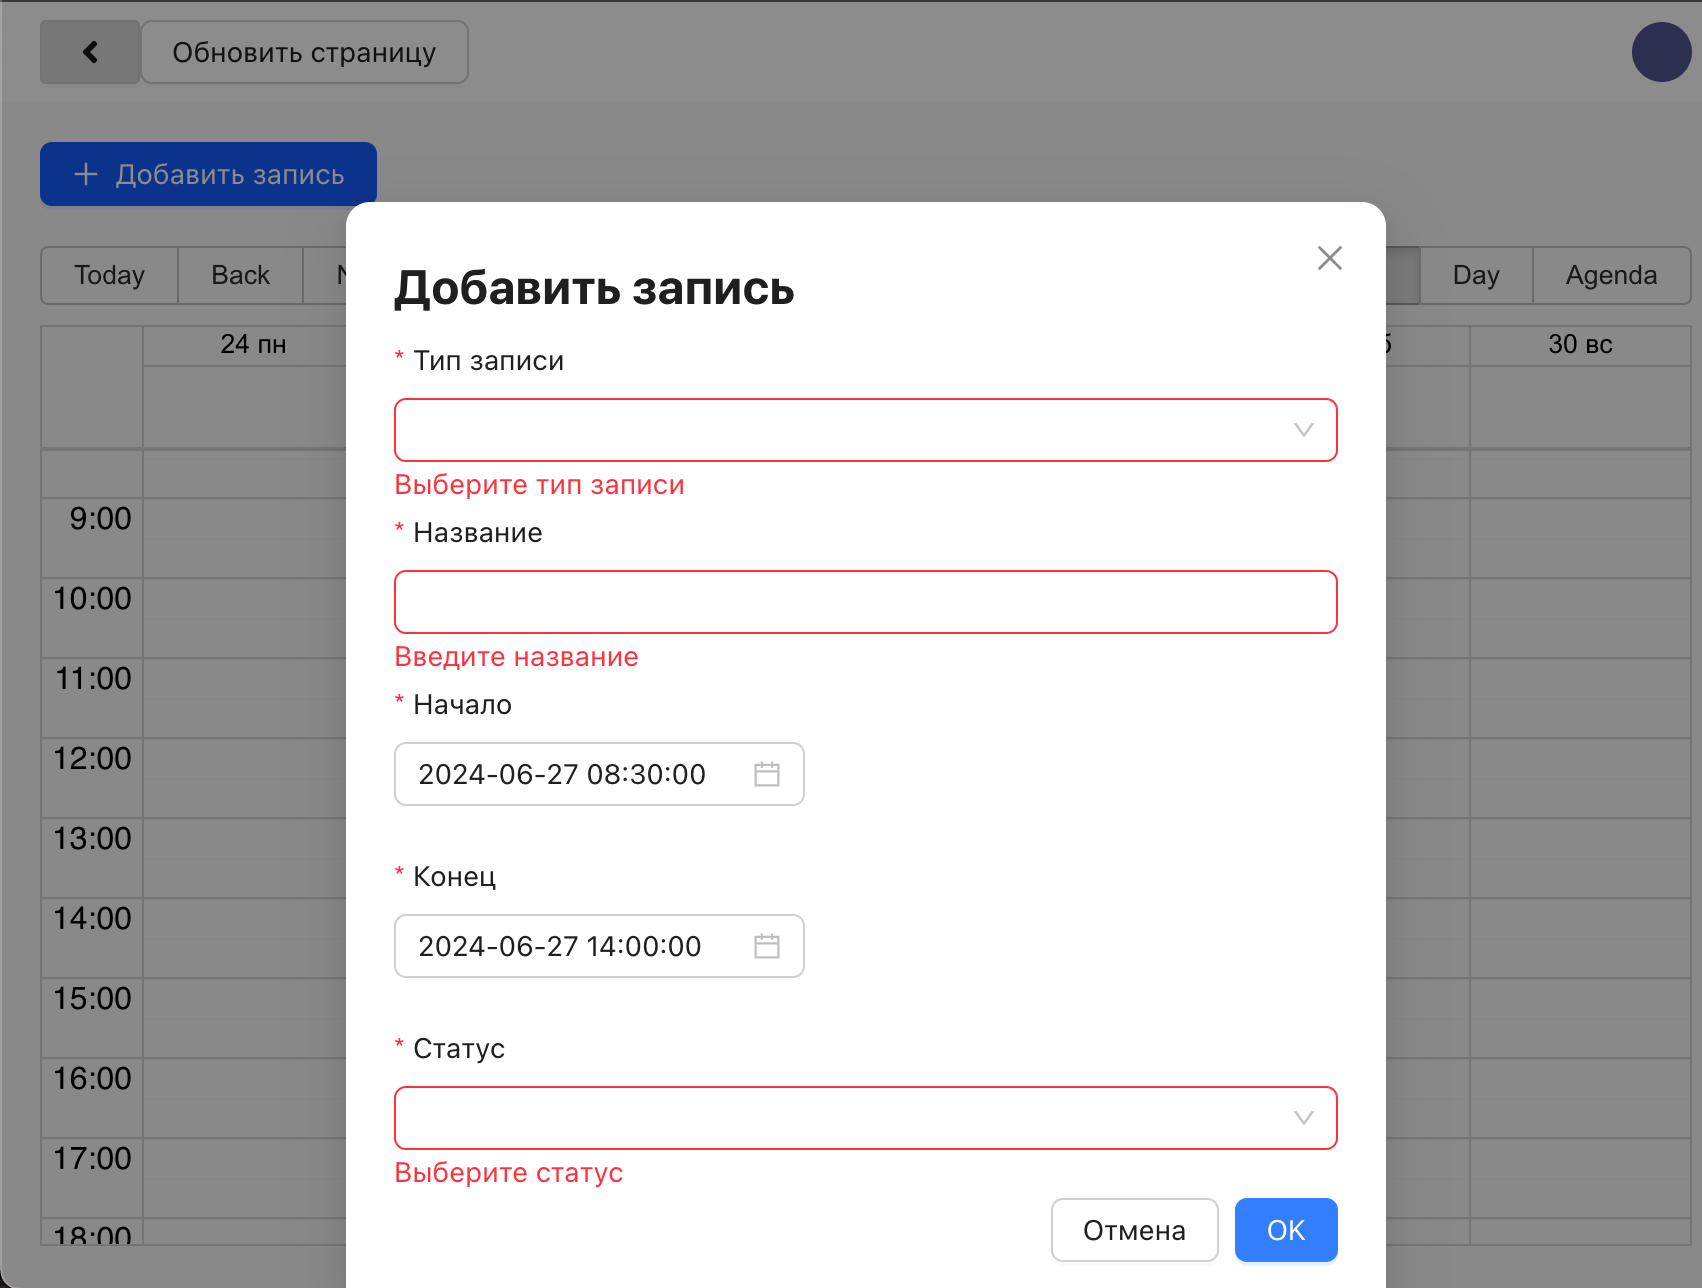 Обновить страницу
+ Добавить запись
Today Back Day Agenda
24 пн 30 вс
Добавить запись
* Тип записи
Выберите тип записи
* Название
Введите название
* Начало
2024-06-27 08:30:00
* Конец
2024-06-27 14:00:00
* Статус
Выберите статус
Отмена OK
9:00
10:00
11:00
12:00
13:00
14:00
15:00
16:00
17:00
18:00